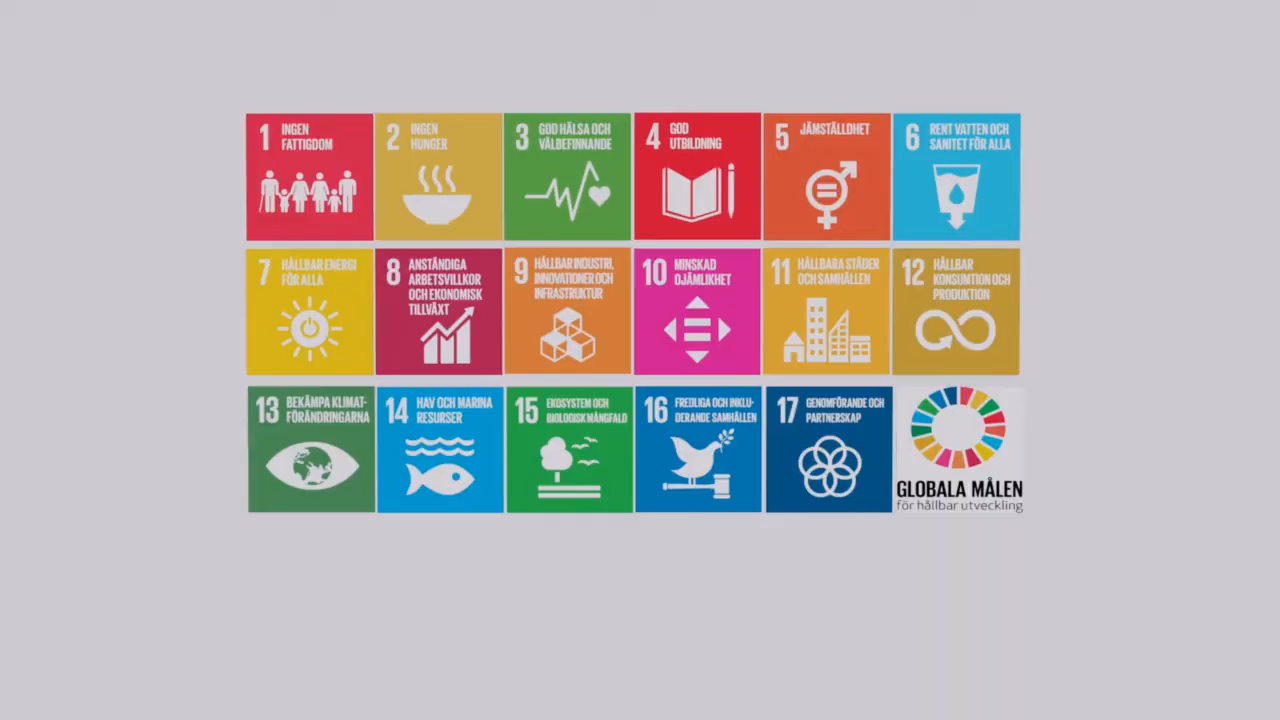 1 INGEN
FATTIGDOM
2 INGEN
HUNGER
3 GOD HÄLSA OCH
VÄLBEFINNANDE
4 GOD
UTBILDNING
5 JÄMSTÄLLDHET
6 RENT VATTEN OCH
SANITET FÖR ALLA
7 HÅLLBAR ENERGI
FÖR ALLA
8 ANSTÄNDIGA
ARBETSVILLKOR
OCH EKONOMISK
TILLVÄXT
9 HÅLLBAR INDUSTRI,
INNOVATIONER OCH
INFRASTRUKTUR
10 MINSKAD
OJÄMLIKHET
11 HÅLLBARA STÄDER
OCH SAMHÄLLEN
12 HÅLLBAR
KONSUMTION OCH
PRODUKTION
13 BEKÄMPA KLIMAT-
FÖRÄNDRINGARNA
14 HAV OCH MARINA
RESURSER
15 EKOSYSTEM OCH
BIOLOGISK MÅNGFALD
16 FREDLIGA OCH INKLU-
DERANDE SAMHÄLLEN
17 GENOMFÖRANDE OCH
PARTNERSKAP
GLOBALA MÅLEN
för hållbar utveckling